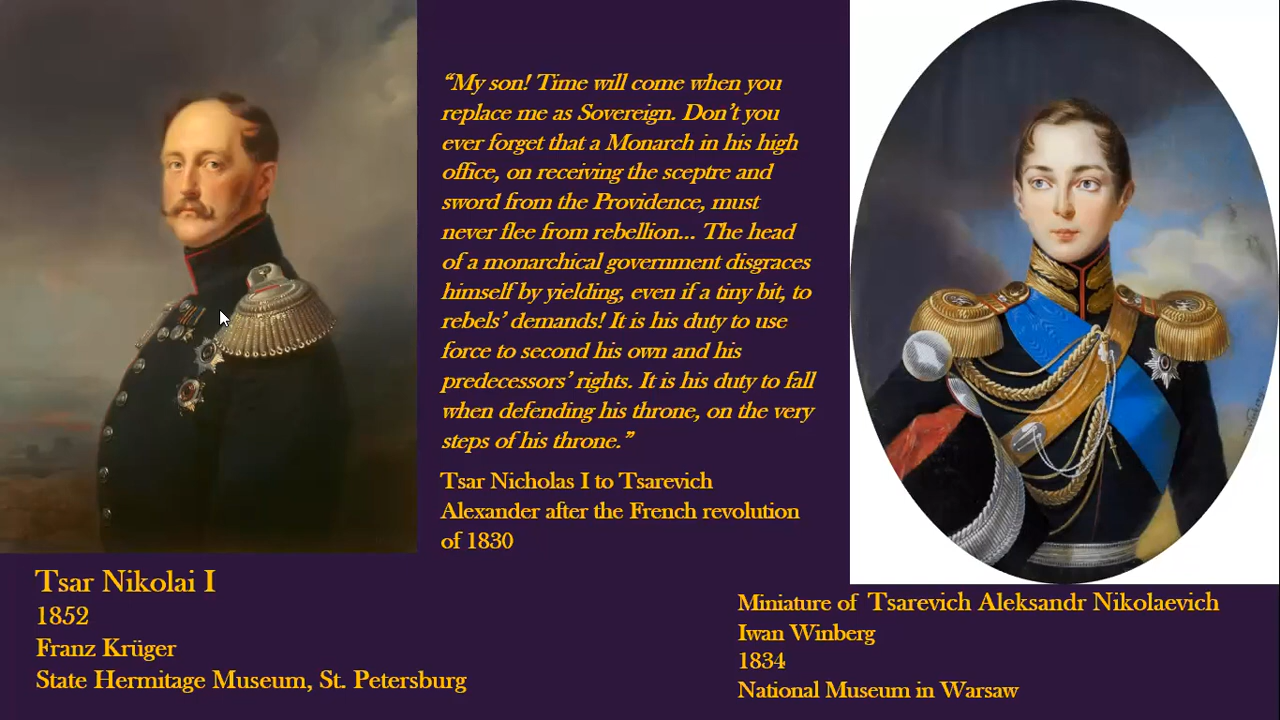 “My son! Time will come when you
replace me as Sovereign. Don’t you
ever forget that a Monarch in his high
office, on receiving the sceptre and
sword from the Providence, must
never flee from rebellion... The head
of a monarchical government disgraces
himself by yielding, even if a tiny bit, to
rebels’ demands! It is his duty to use
force to second his own and his
predecessors’ rights. It is his duty to fall
when defending his throne, on the very
steps of his throne.”
Tsar Nicholas I to Tsarevich
Alexander after the French revolution
of 1830
Tsar Nikolai I
1852
Franz Krüger
State Hermitage Museum, St. Petersburg
Miniature of Tsarevich Aleksandr Nikolaevich
Iwan Winberg
1834
National Museum in Warsaw